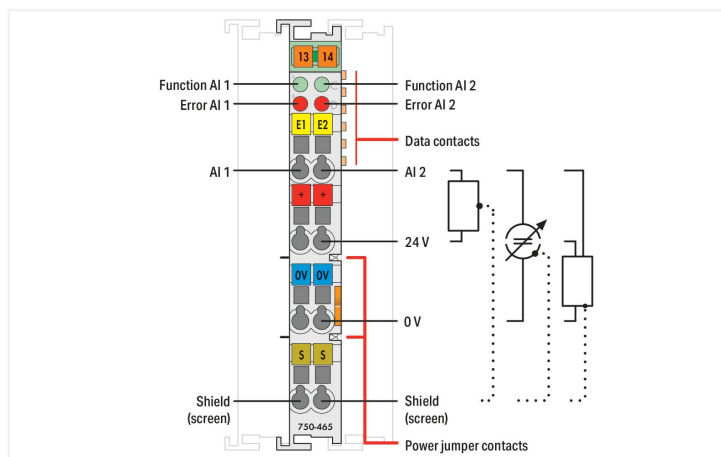 13 14
Function AI 1
Function AI 2
C
Error AI 1
Error AI 2
D
E1 E2
Data contacts
AI 1
AI 2
+ +
24 V
0V 0V
0 V
S S
Shield
(screen)
Shield
(screen)
750-465
Power jumper contacts